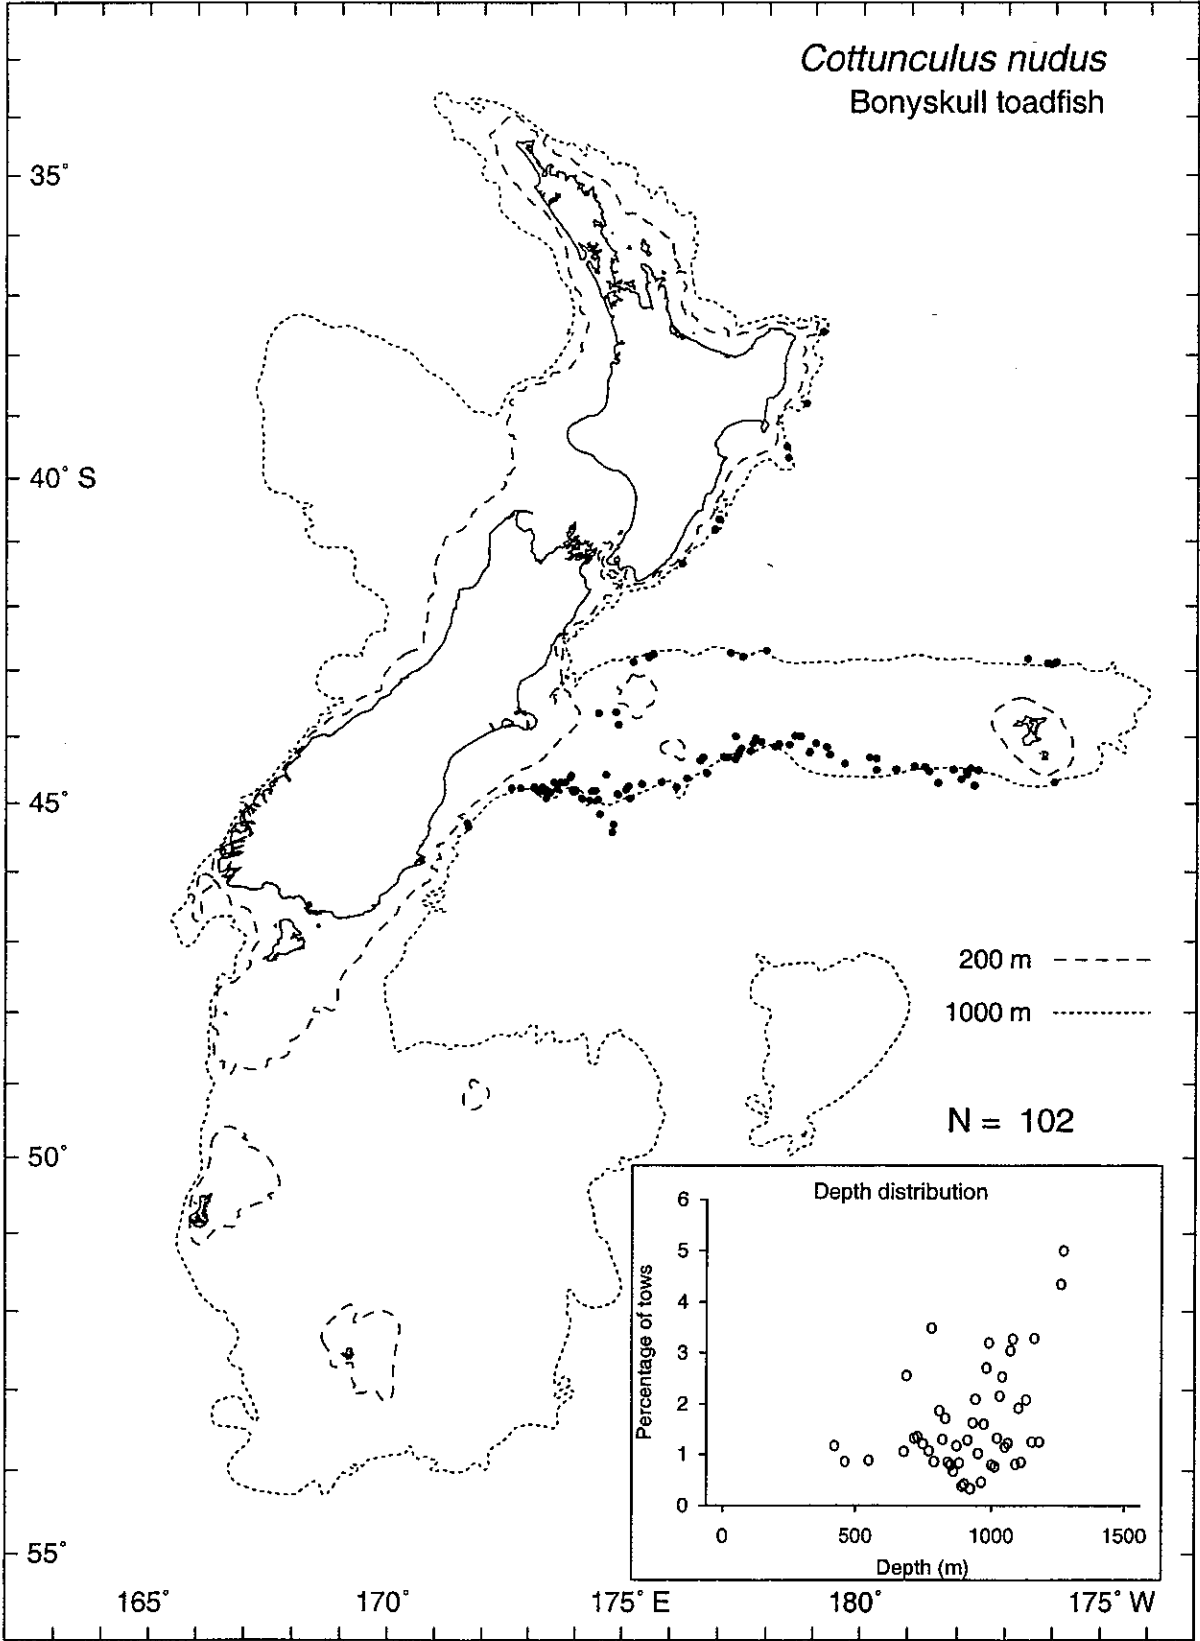 Cottunculus nudus
Bonyskull toadfish
35°
40° S
45°
50°
55°
200 m
1000 m
N = 102
Depth distribution
6
5
4
3
2
1
0
Percentage of tows
0 500 1000 1500
Depth (m)
165° 170° 175° E 180° 175° W